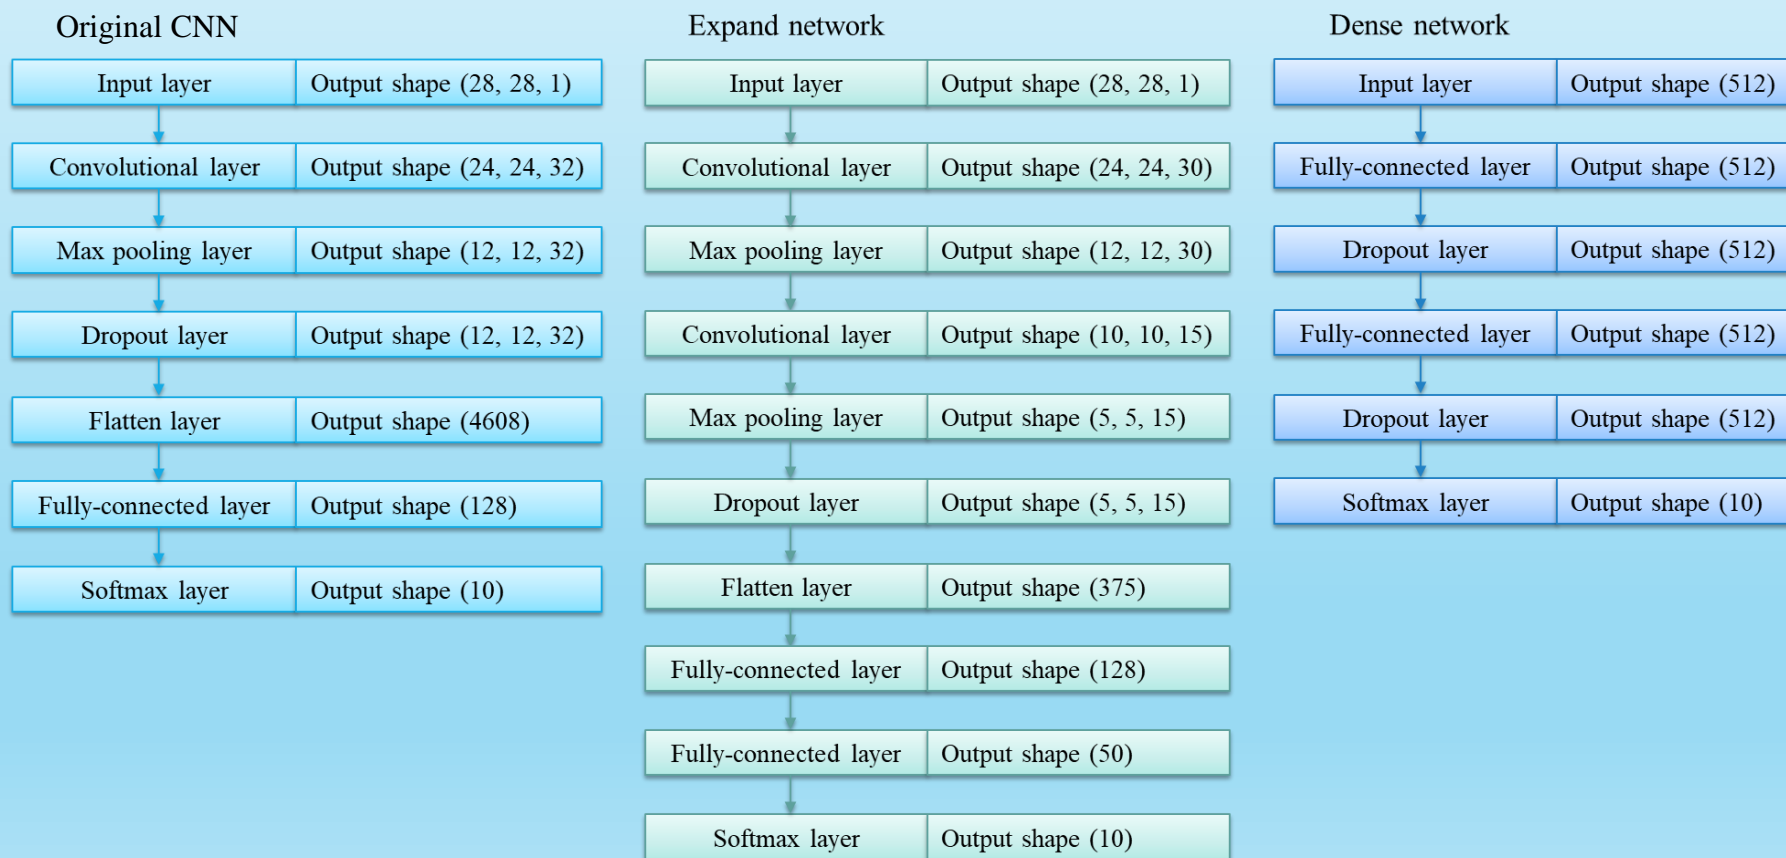 Original CNN
Input layer Output shape (28, 28, 1)
Convolutional layer Output shape (24, 24, 32)
Max pooling layer Output shape (12, 12, 32)
Dropout layer Output shape (12, 12, 32)
Flatten layer Output shape (4608)
Fully-connected layer Output shape (128)
Softmax layer Output shape (10)
Expand network
Input layer Output shape (28, 28, 1)
Convolutional layer Output shape (24, 24, 30)
Max pooling layer Output shape (12, 12, 30)
Convolutional layer Output shape (10, 10, 15)
Max pooling layer Output shape (5, 5, 15)
Dropout layer Output shape (5, 5, 15)
Flatten layer Output shape (375)
Fully-connected layer Output shape (128)
Fully-connected layer Output shape (50)
Softmax layer Output shape (10)
Dense network
Input layer Output shape (512)
Fully-connected layer Output shape (512)
Dropout layer Output shape (512)
Fully-connected layer Output shape (512)
Dropout layer Output shape (512)
Softmax layer Output shape (10)